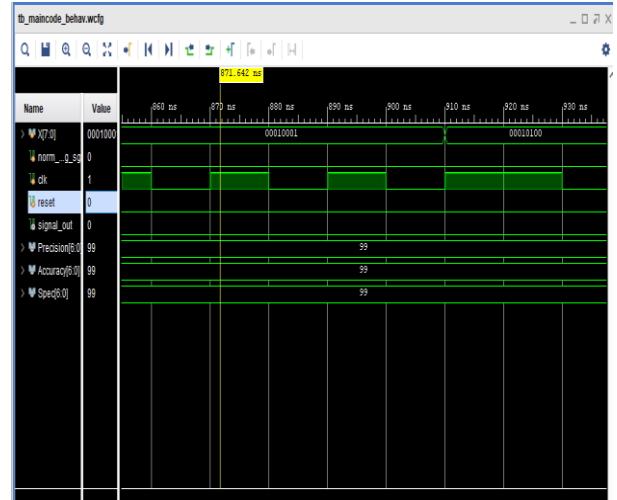 tb_maincode_behav.wcfg
871.642 ns
Name Value
860 ns 870 ns 880 ns 890 ns 900 ns 910 ns 920 ns 930 ns
X[7:0] 0001000 00010001 00010100
norm_...g_sg 0
clk 1
reset 0
signal_out 0
Precision[6:0] 99 99
Accuracy[6:0] 99 99
Spec[6:0] 99 99